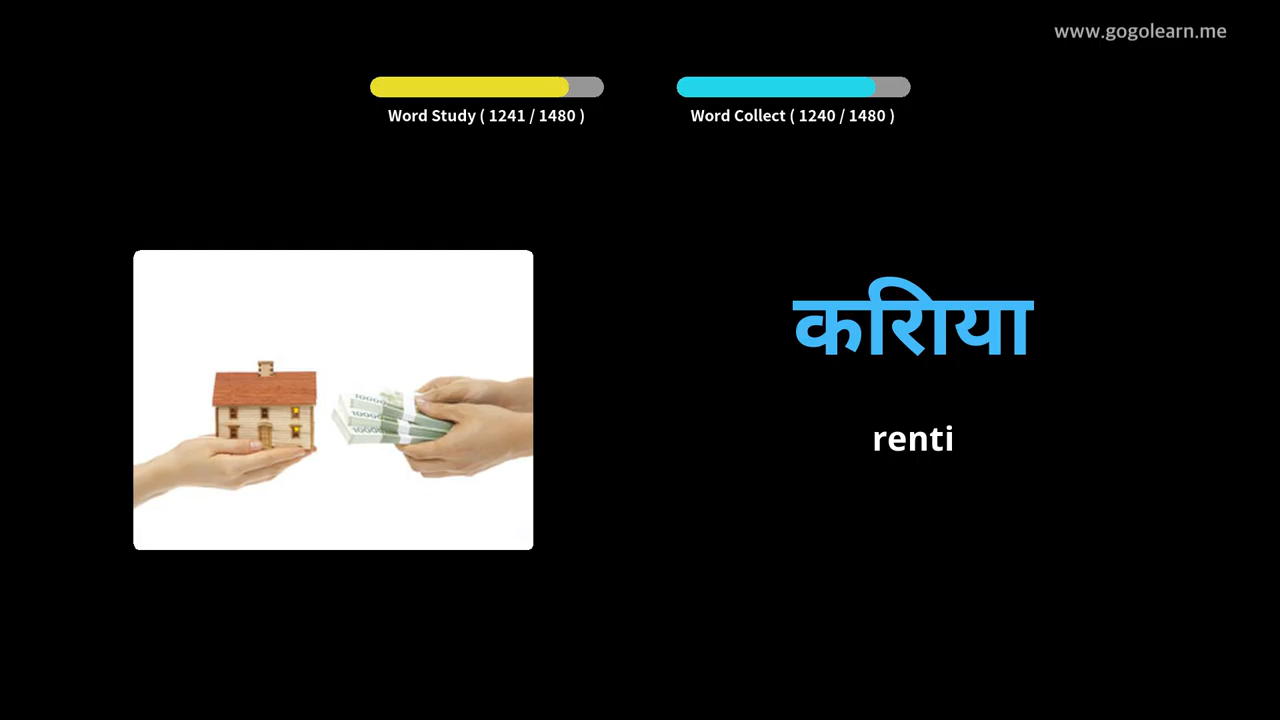 www.gogolearn.me
Word Study ( 1241 / 1480 )
Word Collect ( 1240 / 1480 )
करिाया
renti